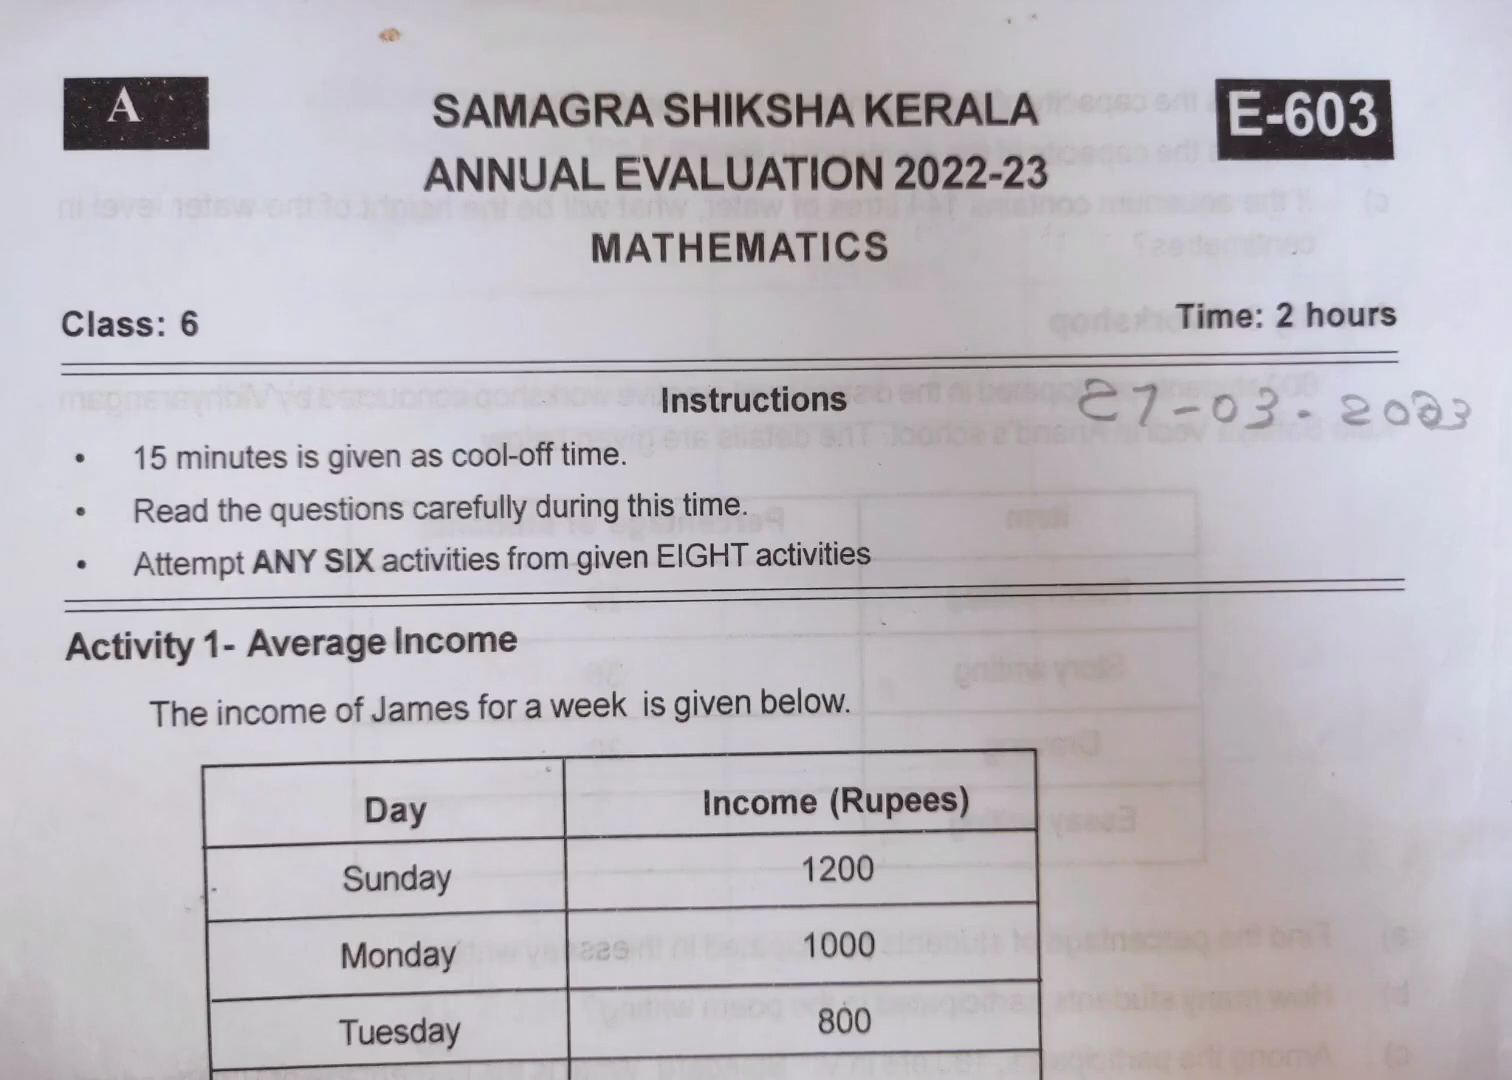 A
SAMAGRA SHIKSHA KERALA
E-603
ANNUAL EVALUATION 2022-23
MATHEMATICS
Class: 6
Time: 2 hours
Instructions
27-03-2023
• 15 minutes is given as cool-off time.
• Read the questions carefully during this time.
• Attempt ANY SIX activities from given EIGHT activities
Activity 1- Average Income
The income of James for a week is given below.
Day Income (Rupees)
Sunday 1200
Monday 1000
Tuesday 800